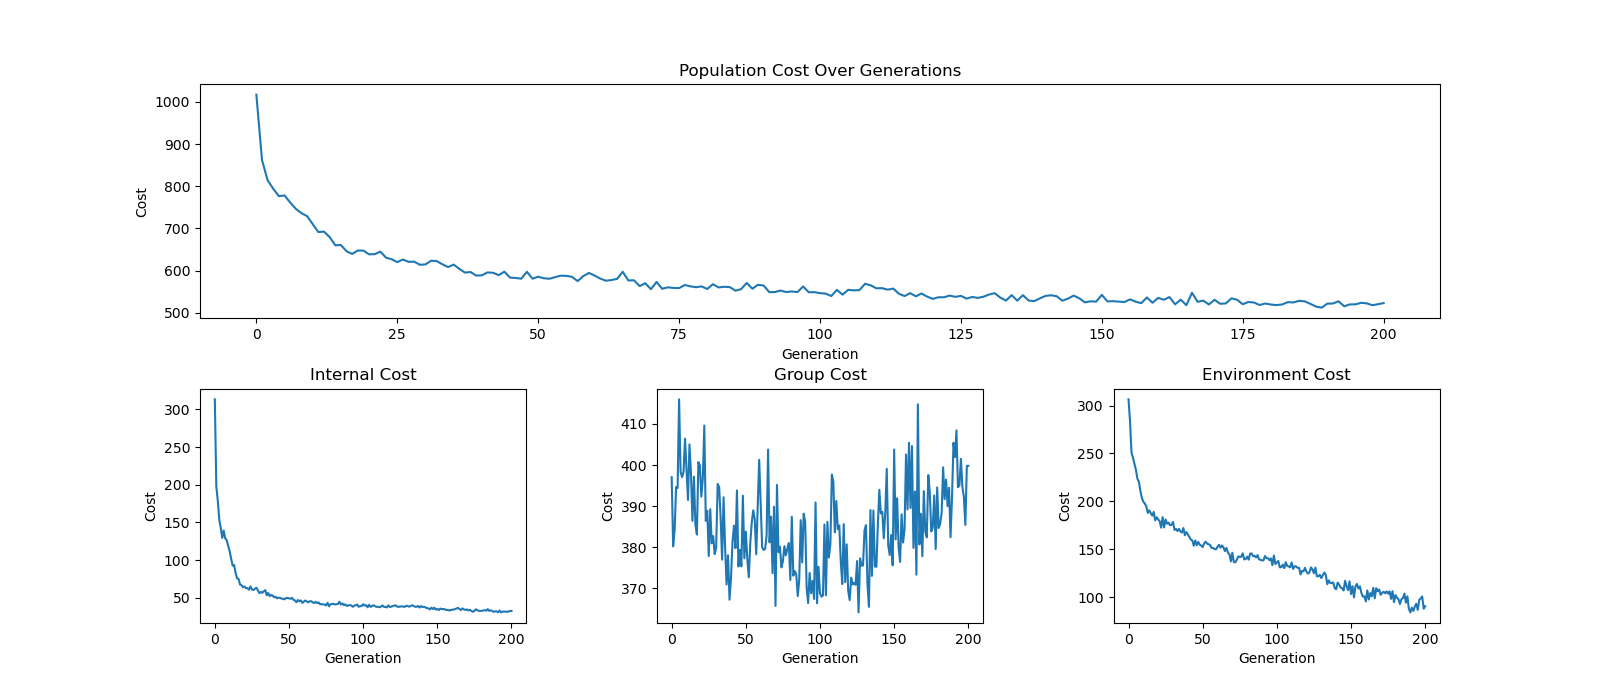 Population Cost Over Generations
1000
900
800
700
600
500
Cost
0 25 50 75 100 125 150 175 200
Generation
Internal Cost
300
250
200
150
100
50
Cost
0 50 100 150 200
Generation
Group Cost
410
400
390
380
370
Cost
0 50 100 150 200
Generation
Environment Cost
300
250
200
150
100
Cost
0 50 100 150 200
Generation